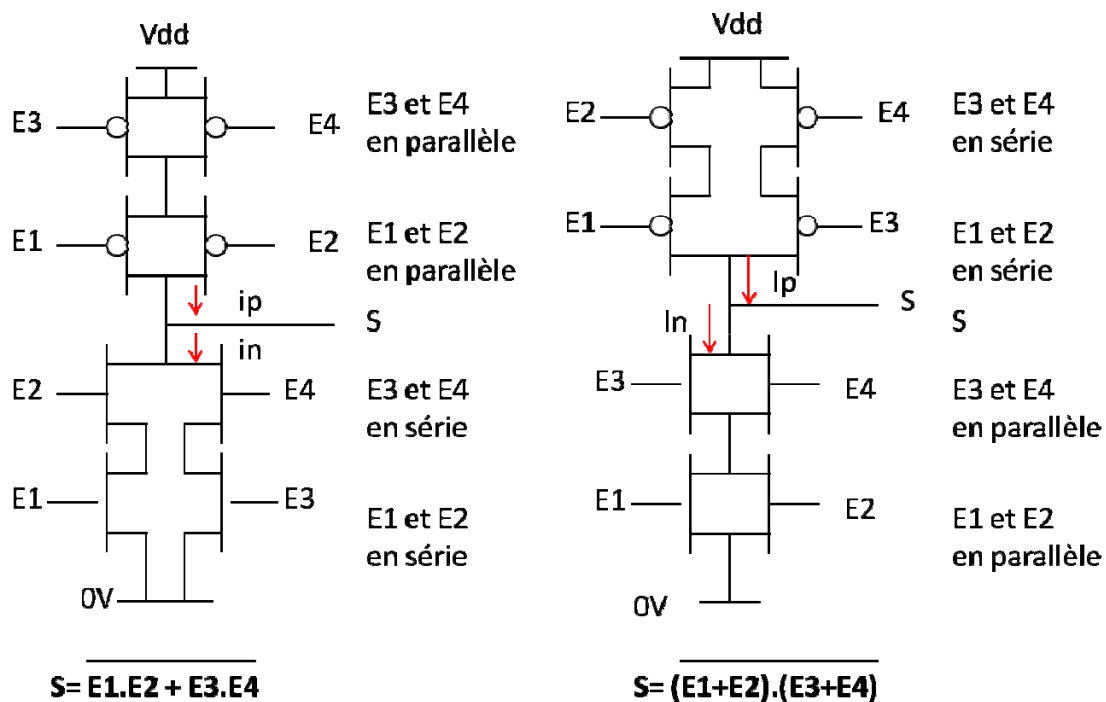 Vdd
E3
E4
E3 et E4
en parallèle
E1
E2
E1 et E2
en parallèle
ip
S
S
in
E2
E4
E3 et E4
en série
E1
E3
E1 et E2
en série
0V
S= E1.E2 + E3.E4
Vdd
E2
E4
E3 et E4
en série
E1
E3
E1 et E2
en série
Ip
S
S
In
E3
E4
E3 et E4
en parallèle
E1
E2
E1 et E2
en parallèle
0V
S= (E1+E2).(E3+E4)